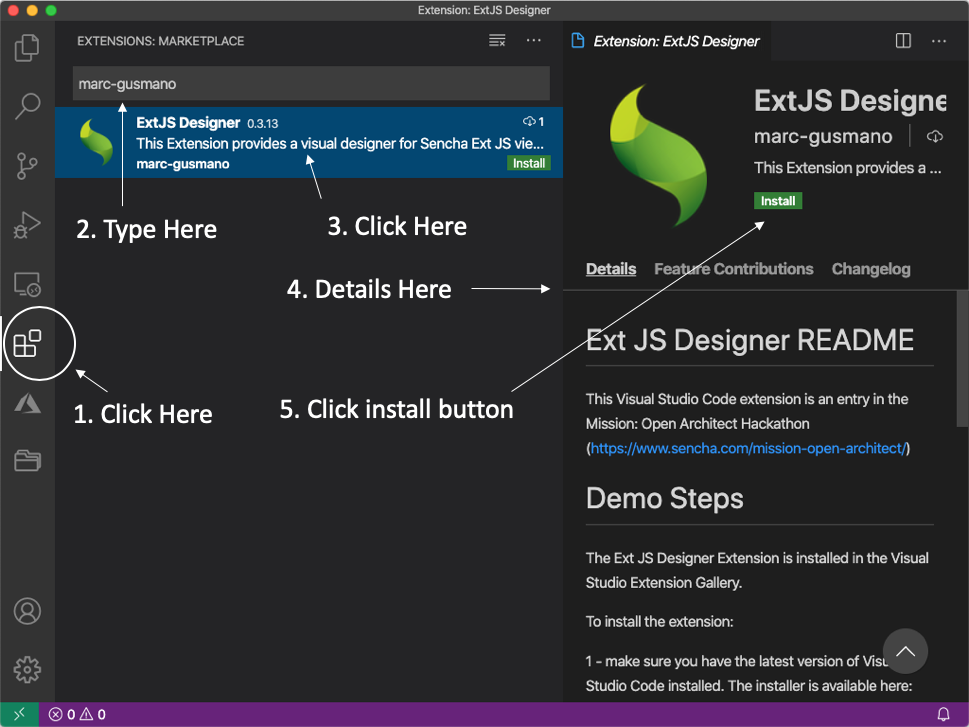 Extension: ExtJS Designer
EXTENSIONS: MARKETPLACE
marc-gusmano
ExtJS Designer 0.3.13 1
This Extension provides a visual designer for Sencha Ext JS vie...
marc-gusmano Install
2. Type Here
3. Click Here
4. Details Here
1. Click Here
5. Click install button
Extension: ExtJS Designer
ExtJS Designe
marc-gusmano
This Extension provides a ...
Install
Details Feature Contributions Changelog
Ext JS Designer README
This Visual Studio Code extension is an entry in the
Mission: Open Architect Hackathon
(https://www.sencha.com/mission-open-architect/)
Demo Steps
The Ext JS Designer Extension is installed in the Visual
Studio Extension Gallery.
To install the extension:
1 - make sure you have the latest version of Visu
Studio Code installed. The installer is available here:
0 0